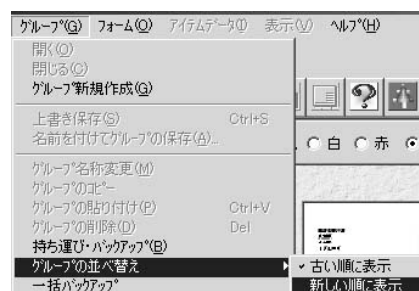 ｸﾞﾙｰﾌﾟ(G) ﾌｫｰﾑ(O) ｱｲﾃﾑﾃﾞｰﾀ(I) 表示(V) ﾍﾙﾌﾟ(H)
開く(O)
閉じる(C)
ｸﾞﾙｰﾌﾟ新規作成(G)
上書き保存(S) Ctrl+S
名前を付けてｸﾞﾙｰﾌﾟの保存(A)...
白 赤
ｸﾞﾙｰﾌﾟ名称変更(M)
ｸﾞﾙｰﾌﾟのｺﾋﾟｰ
ｸﾞﾙｰﾌﾟの貼り付け(P) Ctrl+V
ｸﾞﾙｰﾌﾟの削除(D) Del
持ち運び･ﾊﾞｯｸｱｯﾌﾟ(B)
ｸﾞﾙｰﾌﾟの並べ替え 古い順に表示
一括ﾊﾞｯｸｱｯﾌﾟ 新しい順に表示